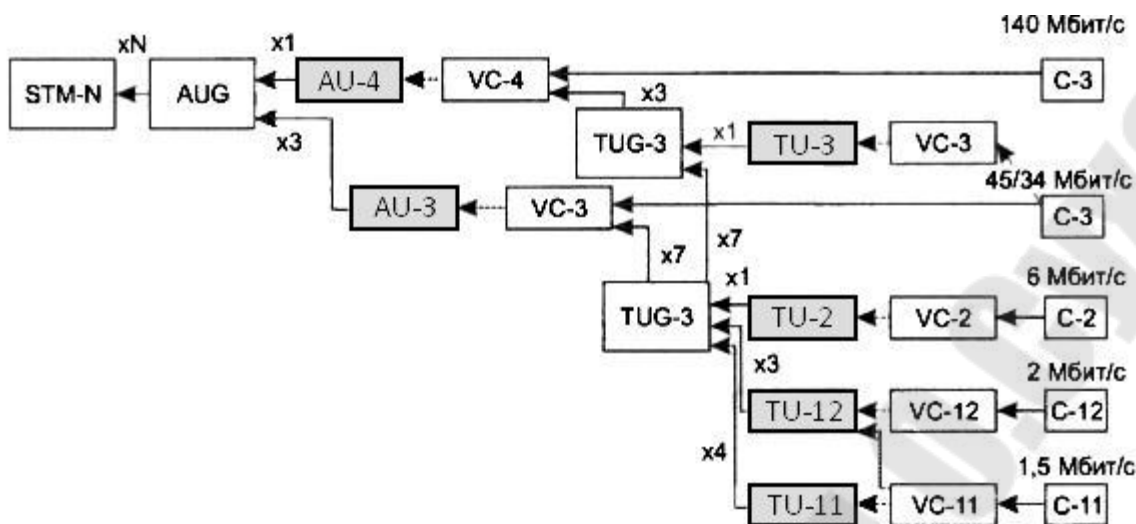 140 Мбит/с
xN
x1
STM-N
AUG
AU-4
VC-4
C-3
x3
x3
TUG-3
x1
TU-3
VC-3
45/34 Мбит/с
AU-3
VC-3
C-3
x7
x7
6 Мбит/с
x1
TUG-3
TU-2
VC-2
C-2
x3
2 Мбит/с
TU-12
VC-12
C-12
x4
1,5 Мбит/с
TU-11
VC-11
C-11